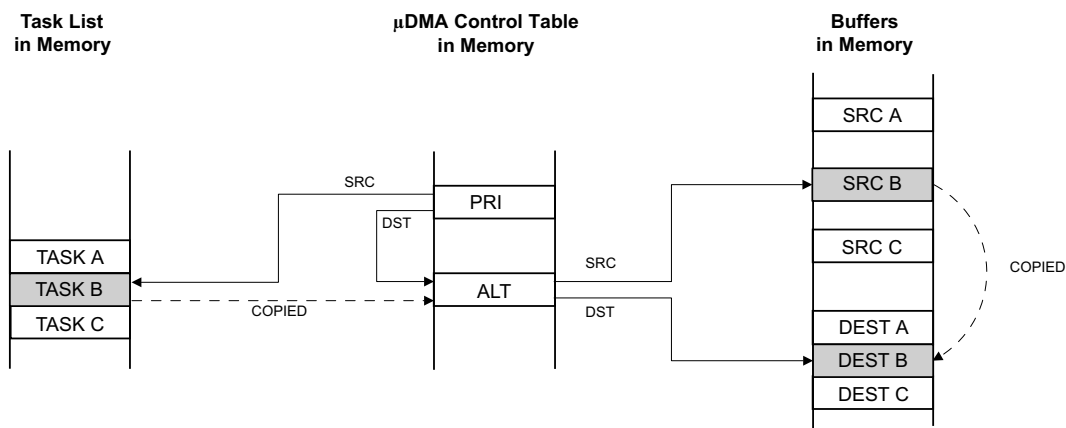 Task List
in Memory
μDMA Control Table
in Memory
Buffers
in Memory
SRC A
SRC
SRC B
PRI
DST
TASK A
SRC C
SRC
COPIED
TASK B
ALT
COPIED
DST
TASK C
DEST A
DEST B
DEST C